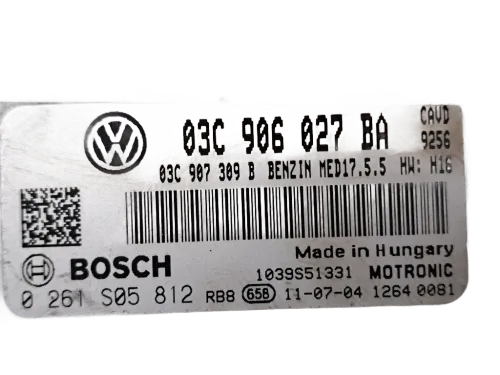 03C 906 027 BA CAVD
9256
03C 907 309 B BENZIN MED17.5.5 HW: H16
Made in Hungary
BOSCH 1039S51331 MOTRONIC
0 261 S05 812 RB8 65B 11-07-04 1264 0081